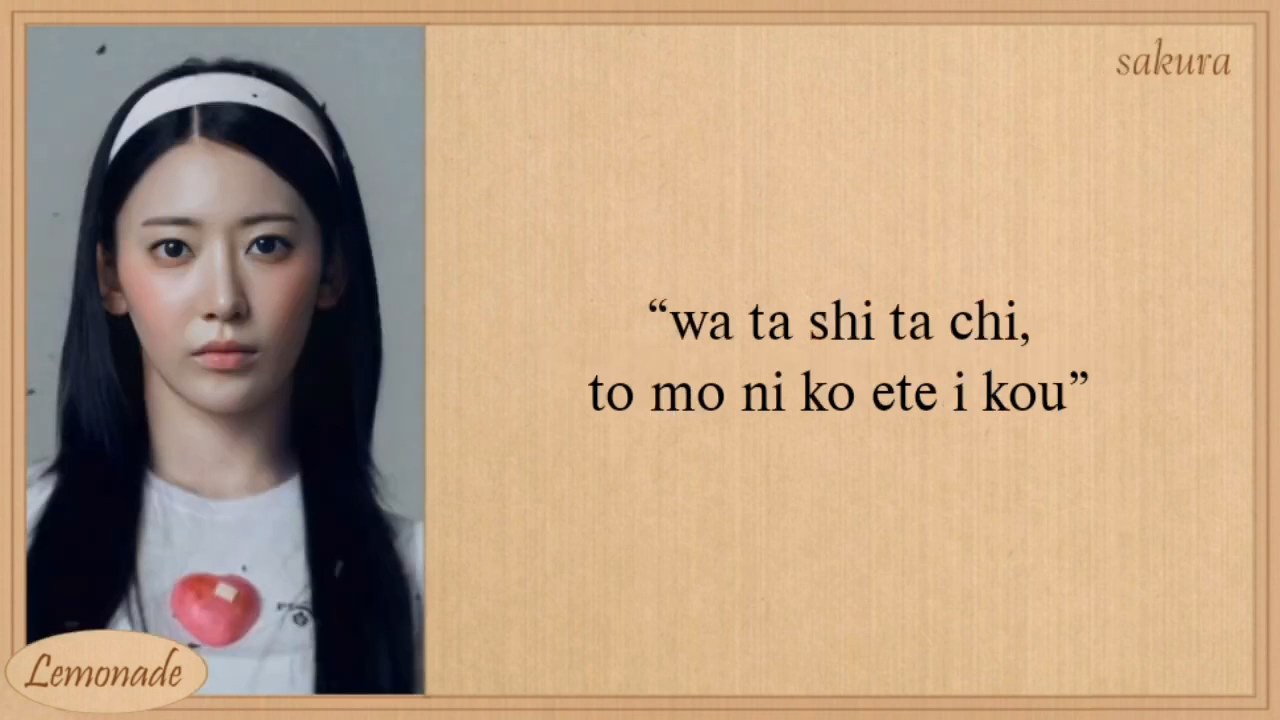 sakura
“wa ta shi ta chi,
to mo ni ko ete i kou”
Lemonade